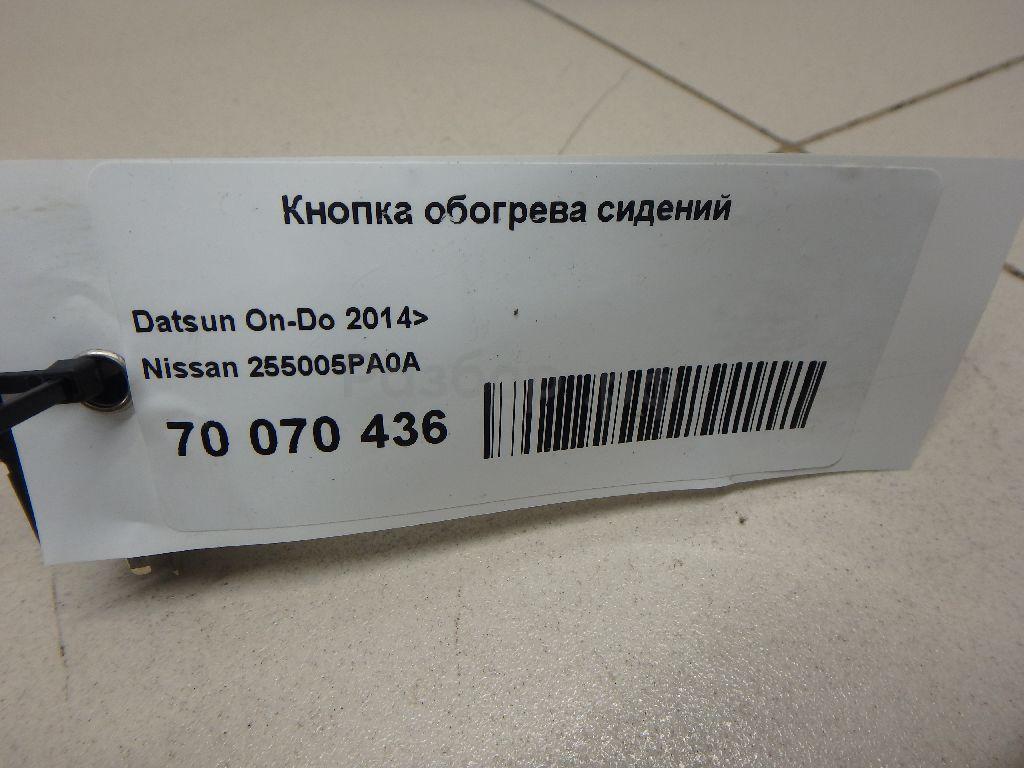 Кнопка обогрева сидений
Datsun On-Do 2014>
Nissan 255005PA0A
70 070 436